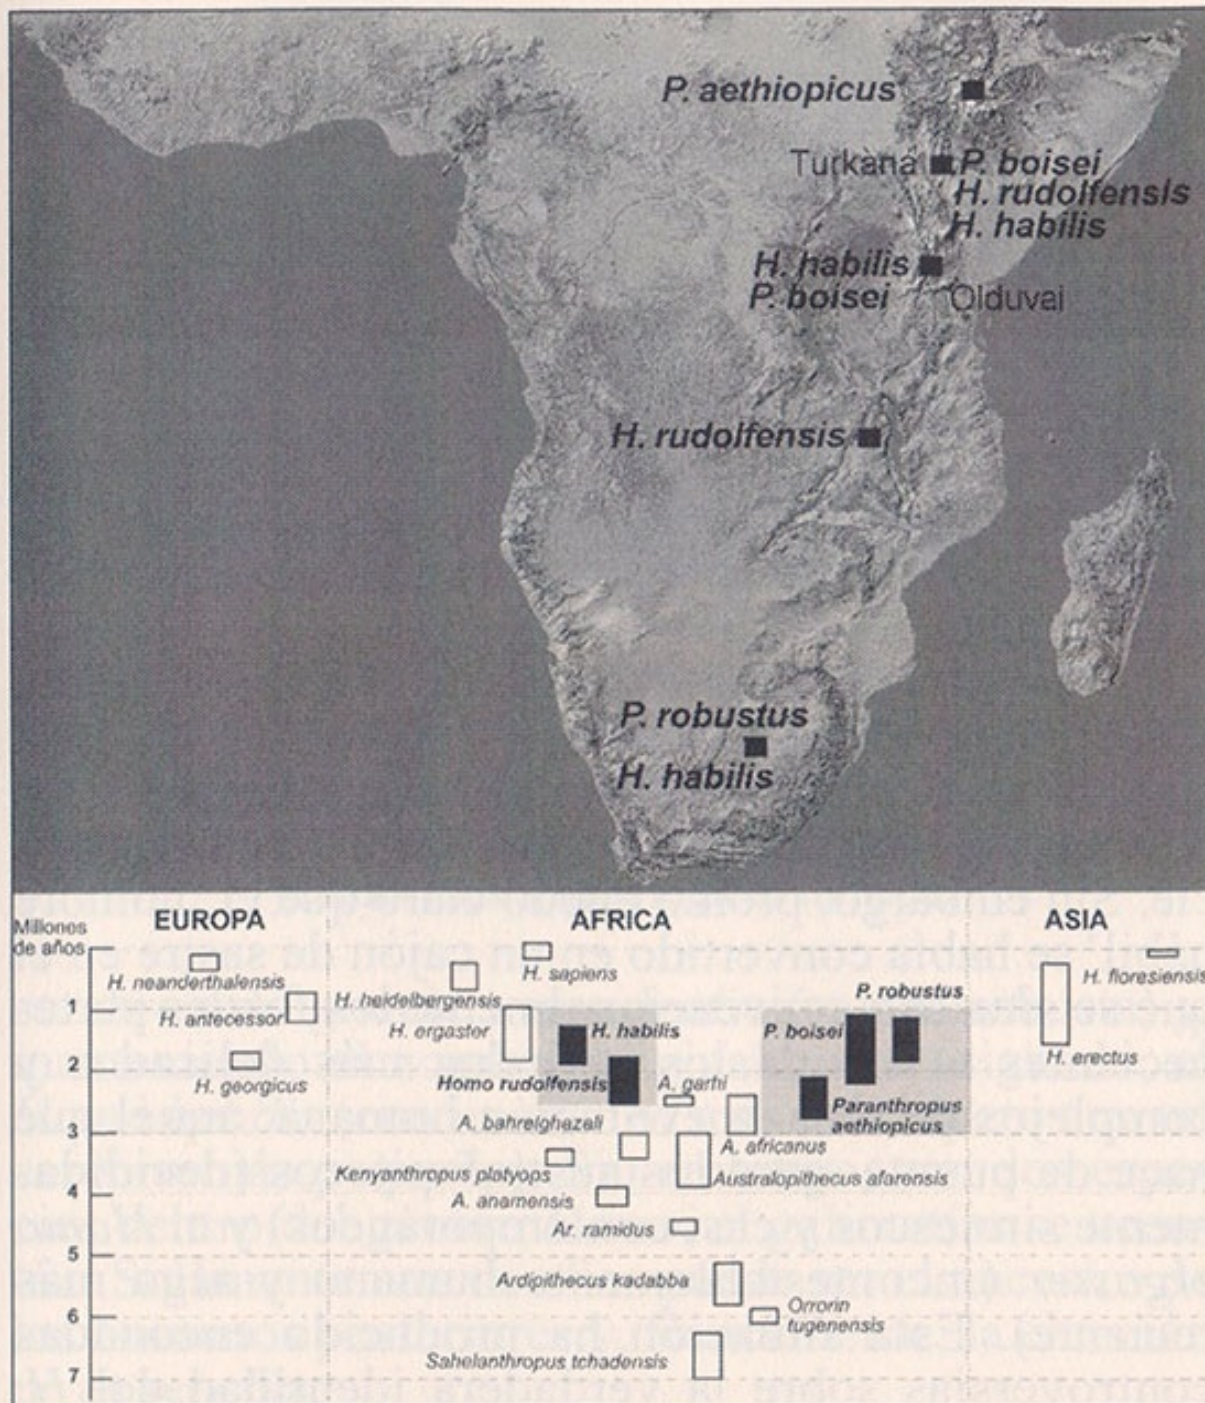 P. aethiopicus
Turkana
P. boisei
H. rudolfensis
H. habilis
H. habilis
P. boisei
Olduvai
H. rudolfensis
P. robustus
H. habilis
Millones
de años
EUROPA
AFRICA
ASIA
1
2
3
4
5
6
7
H. neanderthalensis
H. antecessor
H. georgicus
H. sapiens
H. heidelbergensis
H. ergaster
H. habilis
Homo rudolfensis
A. garhi
P. robustus
P. boisei
Paranthropus
aethiopicus
H. floresiensis
H. erectus
A. bahrelghazali
A. africanus
Kenyanthropus platyops
Australopithecus afarensis
A. anamensis
Ar. ramidus
Ardipithecus kadabba
Orrorin
tugenensis
Sahelanthropus tchadensis